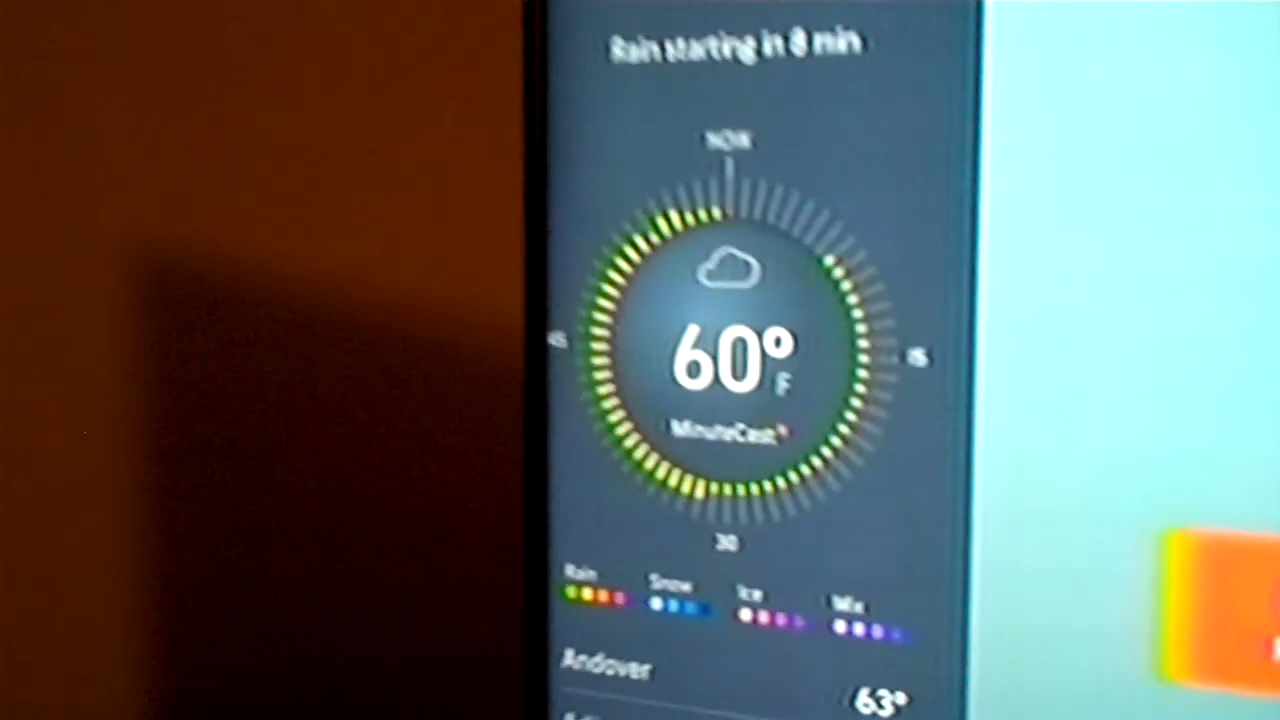 Rain starting in 8 min
NOW
45
15
60°
F
MinuteCast
30
Rain
Snow
Ice
Mix
Andover
63°